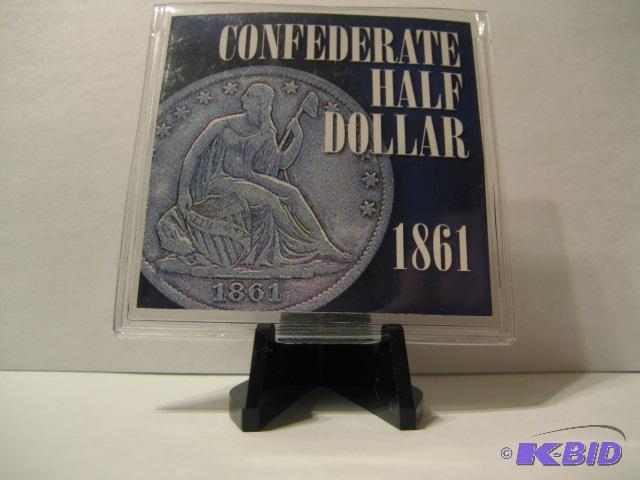 CONFEDERATE
HALF
DOLLAR
1861
1861
© K-BID